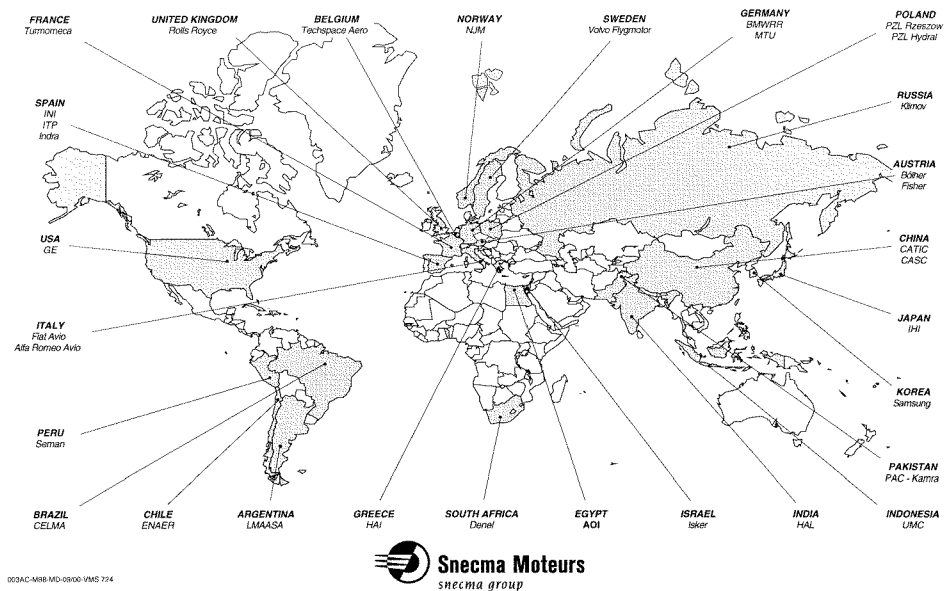 FRANCE
Turmomeca
UNITED KINGDOM
Rolls Royce
BELGIUM
Techspace Aero
NORWAY
NJM
SWEDEN
Volvo Flygmotor
GERMANY
BMWRR
MTU
POLAND
PZL Rzeszow
PZL Hydral
SPAIN
INI
ITP
Indra
RUSSIA
Klimov
AUSTRIA
Bölher
Fisher
USA
GE
CHINA
CATIC
CASC
ITALY
Fiat Avio
Alfa Romeo Avio
JAPAN
IHI
KOREA
Samsung
PERU
Seman
PAKISTAN
PAC - Kamra
BRAZIL
CELMA
CHILE
ENAER
ARGENTINA
LMAASA
GREECE
HAI
SOUTH AFRICA
Denel
EGYPT
AOI
ISRAEL
Isker
INDIA
HAL
INDONESIA
UMC
Snecma Moteurs
snecma group
003AC-M88-MD-09/00-VMS 724